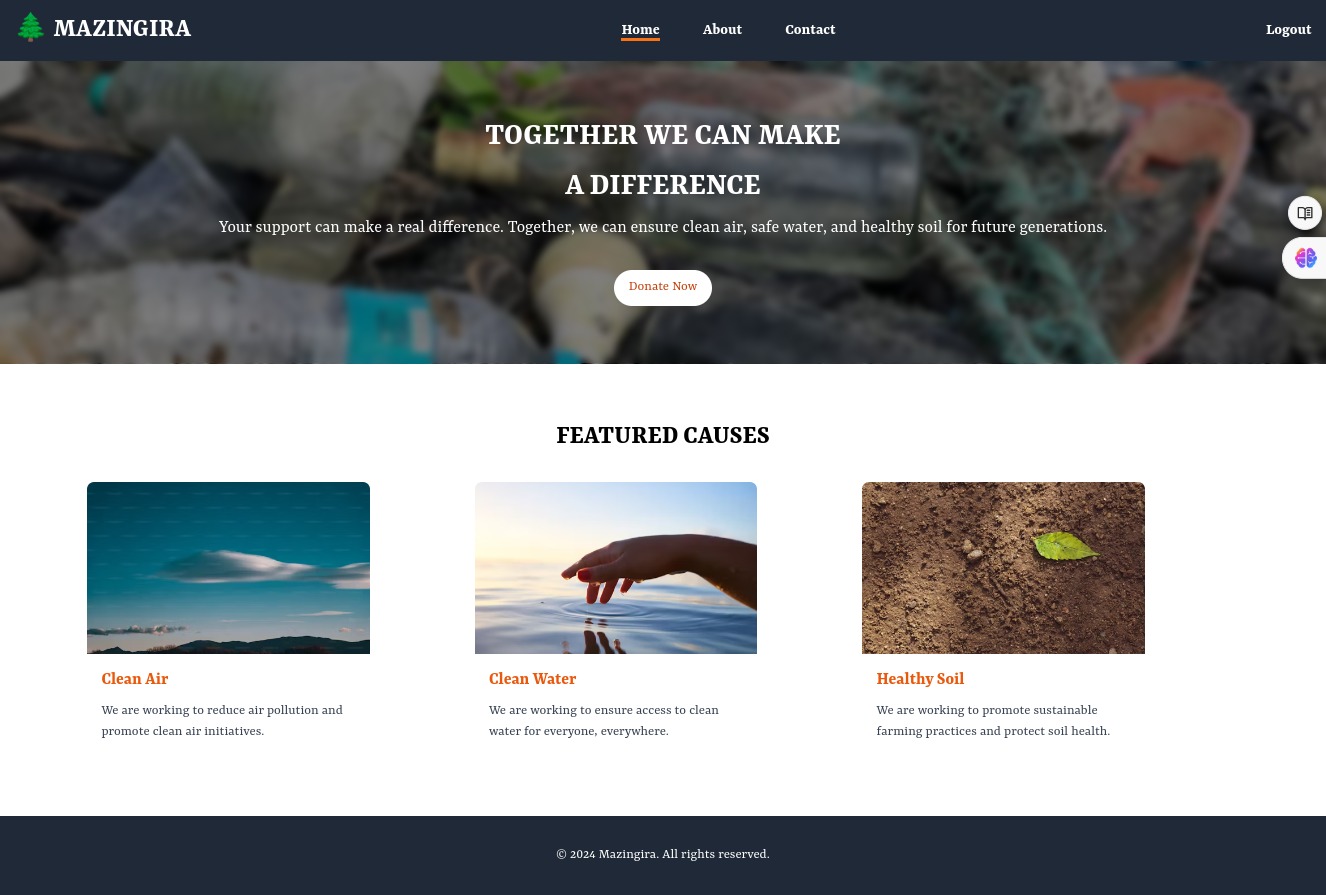 MAZINGIRA
Home About Contact
Logout
TOGETHER WE CAN MAKE
A DIFFERENCE
Your support can make a real difference. Together, we can ensure clean air, safe water, and healthy soil for future generations.
Donate Now
FEATURED CAUSES
Clean Air
We are working to reduce air pollution and
promote clean air initiatives.
Clean Water
We are working to ensure access to clean
water for everyone, everywhere.
Healthy Soil
We are working to promote sustainable
farming practices and protect soil health.
© 2024 Mazingira. All rights reserved.